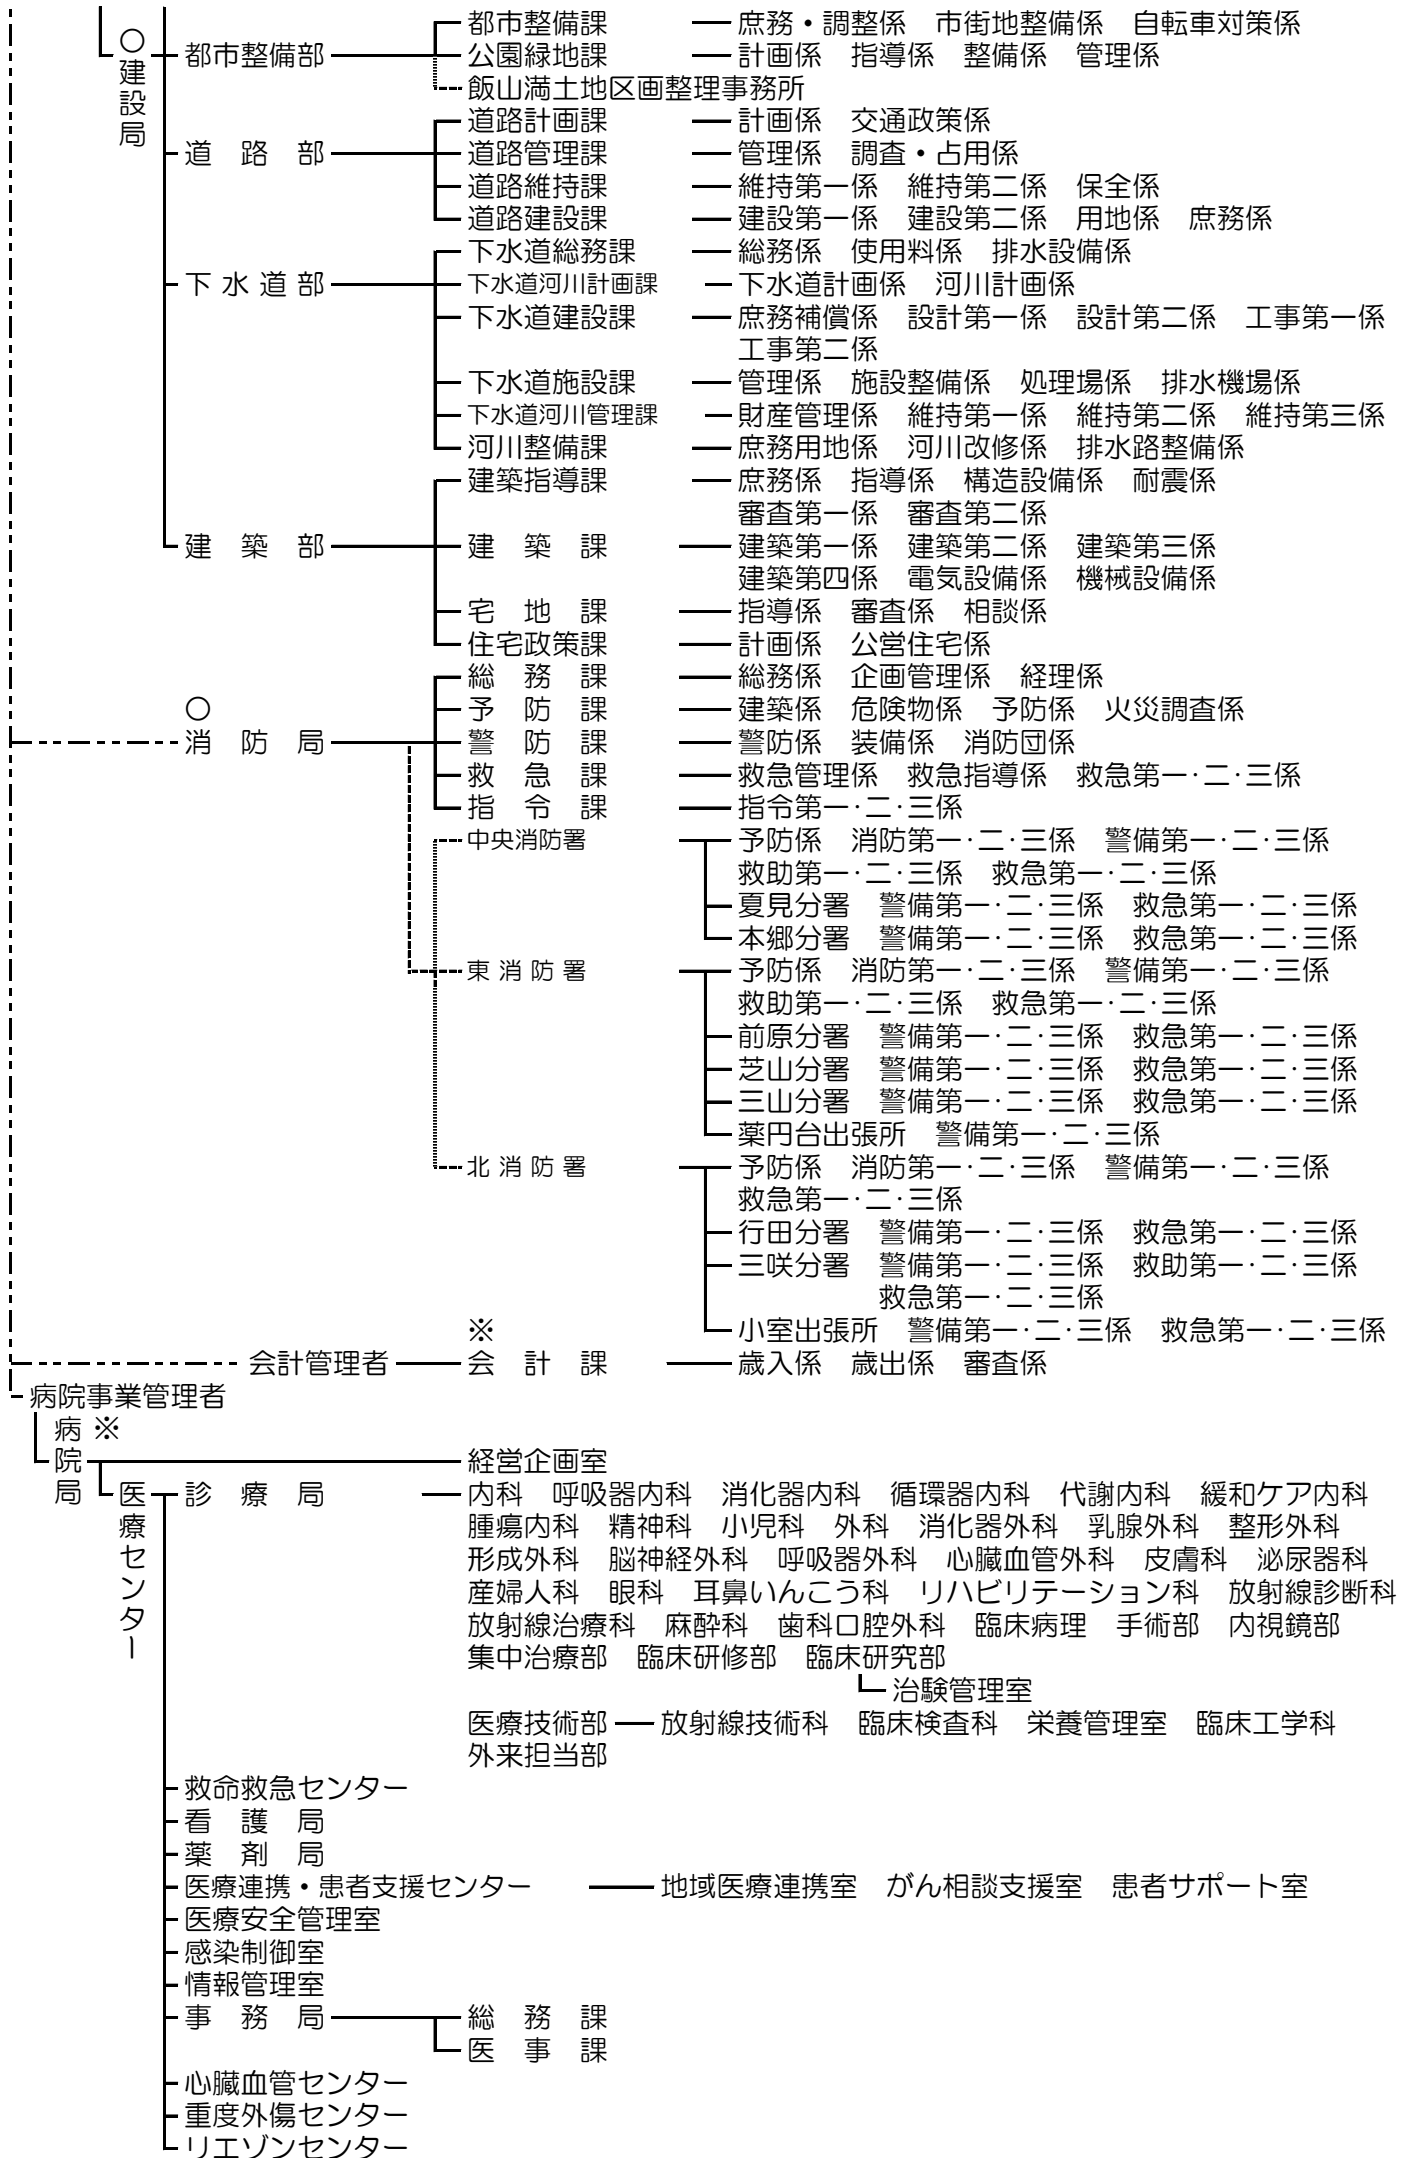 都市整備課 庶務・調整係 市街地整備係 自転車対策係
○建設局 都市整備部 公園緑地課 計画係 指導係 整備係 管理係
飯山満土地区画整理事務所
道路計画課 計画係 交通政策係
道路部 道路管理課 管理係 調査・占用係
道路維持課 維持第一係 維持第二係 保全係
道路建設課 建設第一係 建設第二係 用地係 庶務係
下水道総務課 総務係 使用料係 排水設備係
下水道部 下水道河川計画課 下水道計画係 河川計画係
下水道建設課 庶務補償係 設計第一係 設計第二係 工事第一係
工事第二係
下水道施設課 管理係 施設整備係 処理場係 排水機場係
下水道河川管理課 財産管理係 維持第一係 維持第二係 維持第三係
河川整備課 庶務用地係 河川改修係 排水路整備係
建築指導課 庶務係 指導係 構造設備係 耐震係
審査第一係 審査第二係
建築部 建築課 建築第一係 建築第二係 建築第三係
建築第四係 電気設備係 機械設備係
宅地課 指導係 審査係 相談係
住宅政策課 計画係 公営住宅係
総務課 総務係 企画管理係 経理係
○ 予防課 建築係 危険物係 予防係 火災調査係
消防局 警防課 警防係 装備係 消防団係
救急課 救急管理係 救急指導係 救急第一・二・三係
指令課 指令第一・二・三係
中央消防署 予防係 消防第一・二・三係 警備第一・二・三係
救助第一・二・三係 救急第一・二・三係
夏見分署 警備第一・二・三係 救急第一・二・三係
本郷分署 警備第一・二・三係 救急第一・二・三係
東消防署 予防係 消防第一・二・三係 警備第一・二・三係
救助第一・二・三係 救急第一・二・三係
前原分署 警備第一・二・三係 救急第一・二・三係
芝山分署 警備第一・二・三係 救急第一・二・三係
三山分署 警備第一・二・三係 救急第一・二・三係
薬円台出張所 警備第一・二・三係
北消防署 予防係 消防第一・二・三係 警備第一・二・三係
救急第一・二・三係
行田分署 警備第一・二・三係 救急第一・二・三係
三咲分署 警備第一・二・三係 救助第一・二・三係
救急第一・二・三係
※ 小室出張所 警備第一・二・三係 救急第一・二・三係
会計管理者 会計課 歳入係 歳出係 審査係
病院事業管理者
病院局 ※
経営企画室
医療センター 診療局 内科 呼吸器内科 消化器内科 循環器内科 代謝内科 緩和ケア内科
腫瘍内科 精神科 小児科 外科 消化器外科 乳腺外科 整形外科
形成外科 脳神経外科 呼吸器外科 心臓血管外科 皮膚科 泌尿器科
産婦人科 眼科 耳鼻いんこう科 リハビリテーション科 放射線診断科
放射線治療科 麻酔科 歯科口腔外科 臨床病理 手術部 内視鏡部
集中治療部 臨床研修部 臨床研究部
治験管理室
医療技術部 放射線技術科 臨床検査科 栄養管理室 臨床工学科
外来担当部
救命救急センター
看護局
薬剤局
医療連携・患者支援センター 地域医療連携室 がん相談支援室 患者サポート室
医療安全管理室
感染制御室
情報管理室
事務局 総務課
医事課
心臓血管センター
重度外傷センター
リエゾンセンター